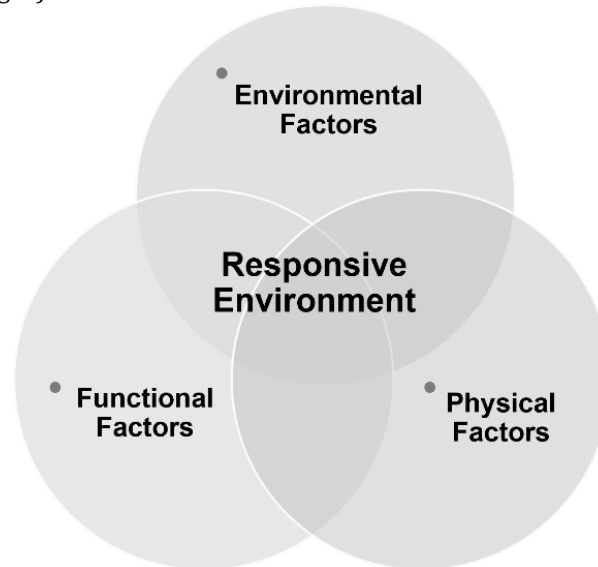 Environmental
Factors
Responsive
Environment
Functional
Factors
Physical
Factors